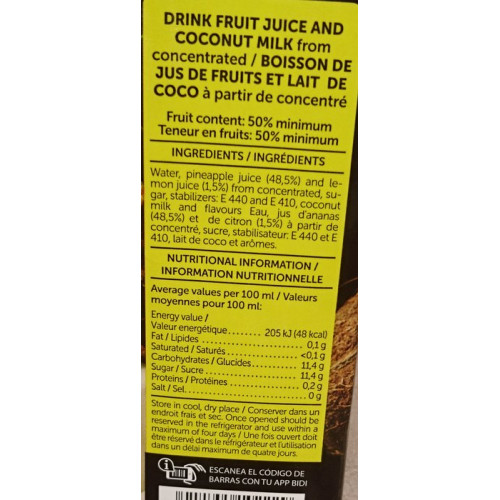 DRINK FRUIT JUICE AND
COCONUT MILK from
concentrated / BOISSON DE
JUS DE FRUITS ET LAIT DE
COCO à partir de concentré
Fruit content: 50% minimum
Teneur en fruits: 50% minimum
INGREDIENTS / INGRÉDIENTS
Water, pineapple juice (48,5%) and le-
mon juice (1,5%) from concentrated, su-
gar, stabilizers: E 440 and E 410, coconut
milk and flavours Eau, jus d'ananas
(48,5%) et de citron (1,5%) à partir de
concentré, sucre, stabilisateur: E 440 et E
410, lait de coco et arômes.
NUTRITIONAL INFORMATION /
INFORMATION NUTRITIONNELLE
Average values per 100 ml / Valeurs
moyennes pour 100 ml:
Energy value /
Valeur energétique........ 205 kJ (48 kcal)
Fat / Lipides ........ 0,1 g
Saturated / Saturés........ <0,1 g
Carbohydrates / Glucides........ 11,4 g
Sugar / Sucre ........ 11,4 g
Proteins / Protéines ........ 0,2 g
Salt / Sel........ 0 g
Store in cool, dry place / Conserver dans un
endroit frais et sec. Once opened should be
reserved in the refrigerator and use within a
maximum of four days / Une fois ouvert doit
être réservé dans le réfrigérateur et l'utilisation
dans un délai maximum de quatre jours.
ESCANEA EL CÓDIGO DE
BARRAS CON TU APP BIDI